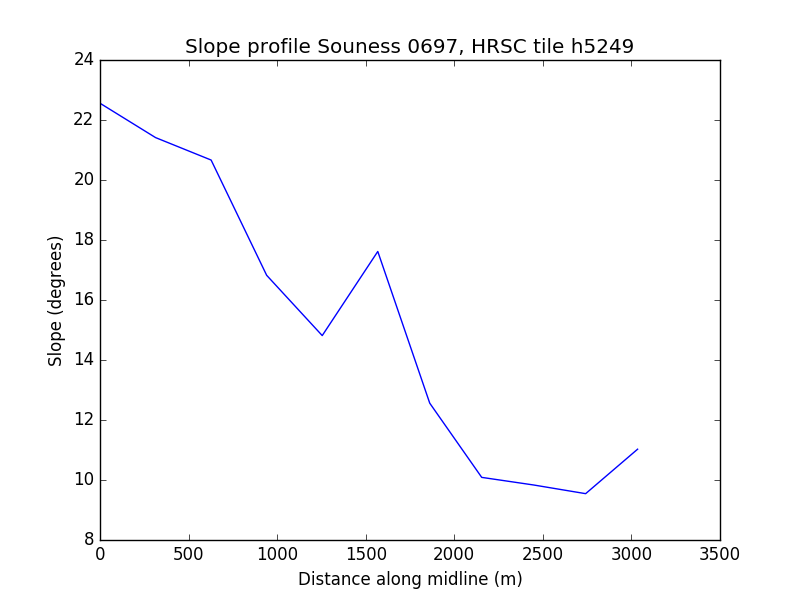 Slope profile Souness 0697, HRSC tile h5249
24
22
20
18
16
14
12
10
8
Slope (degrees)
0 500 1000 1500 2000 2500 3000 3500
Distance along midline (m)